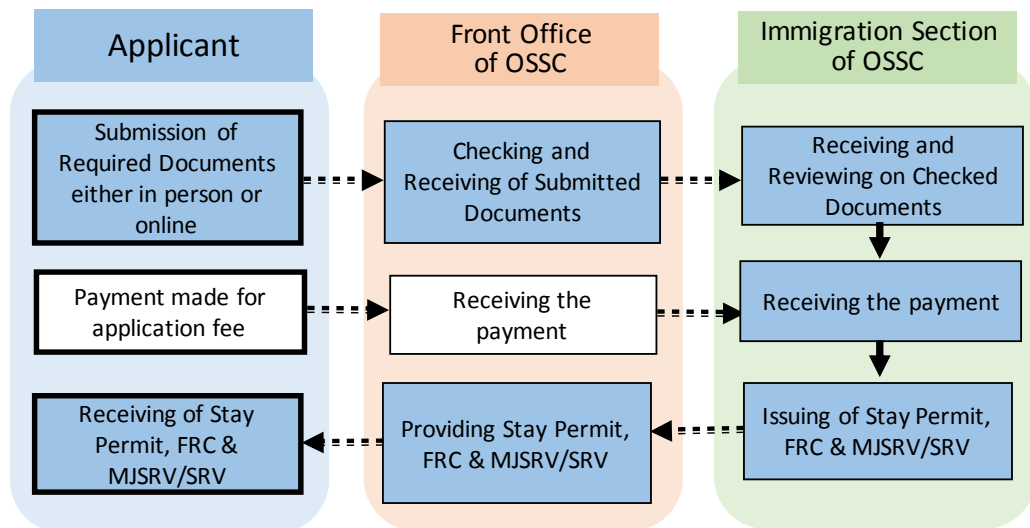 Applicant
Front Office
of OSSC
Immigration Section
of OSSC
Submission of
Required Documents
either in person or
online
Checking and
Receiving of Submitted
Documents
Receiving and
Reviewing on Checked
Documents
Payment made for
application fee
Receiving the
payment
Receiving the payment
Receiving of Stay
Permit, FRC &
MJSRV/SRV
Providing Stay Permit,
FRC & MJSRV/SRV
Issuing of Stay Permit,
FRC & MJSRV/SRV